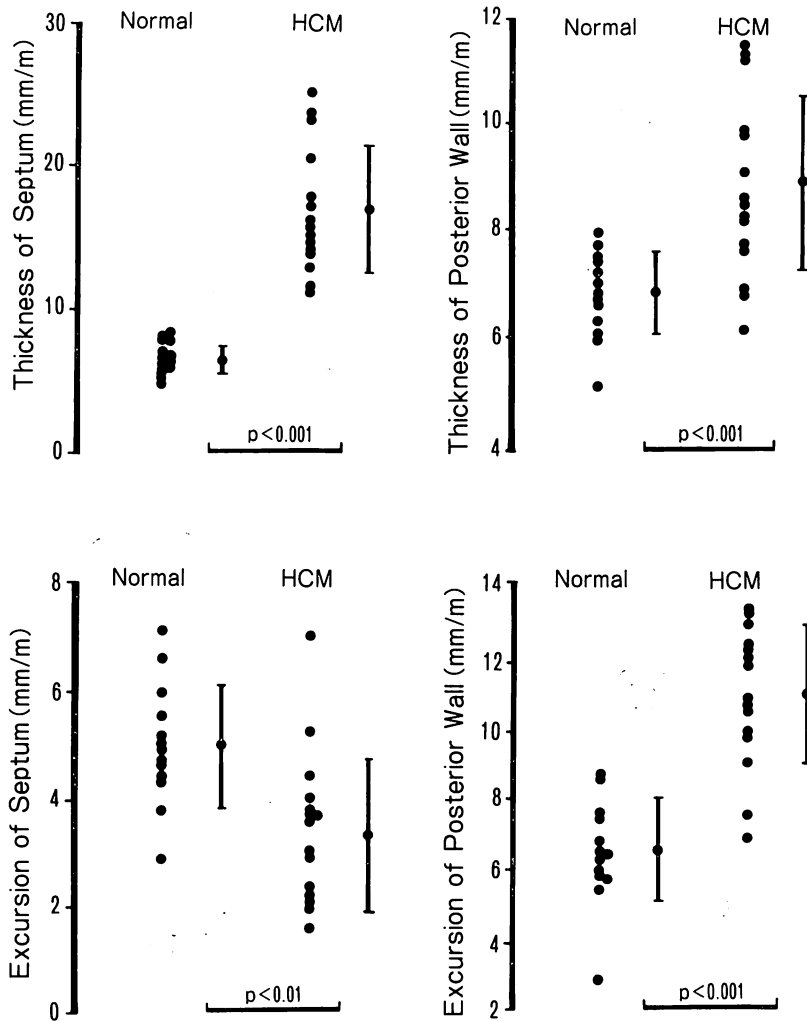 Thickness of Septum (mm/m)
30
20
10
0
Normal
HCM
p<0.001
Thickness of Posterior Wall (mm/m)
12
10
8
6
4
Normal
HCM
p<0.001
Excursion of Septum (mm/m)
8
6
4
2
0
Normal
HCM
p<0.01
Excursion of Posterior Wall (mm/m)
14
12
10
8
6
4
2
Normal
HCM
p<0.001